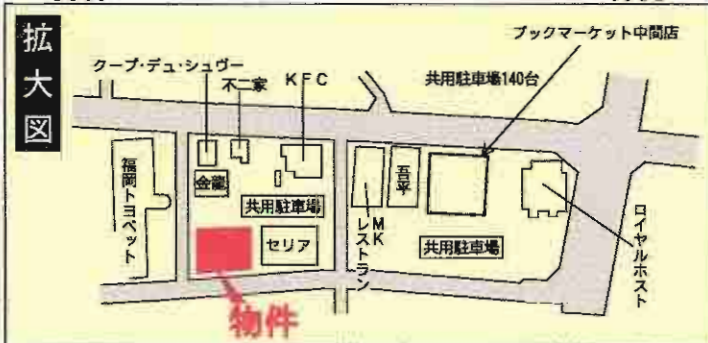 拡大図
ブックマーケット中間店
クープ・デュ・シュヴー
不二家
KFC
共用駐車場140台
福岡トヨペット
金龍
共用駐車場
セリア
MKレストラン
吾平
共用駐車場
ロイヤルホスト
物件